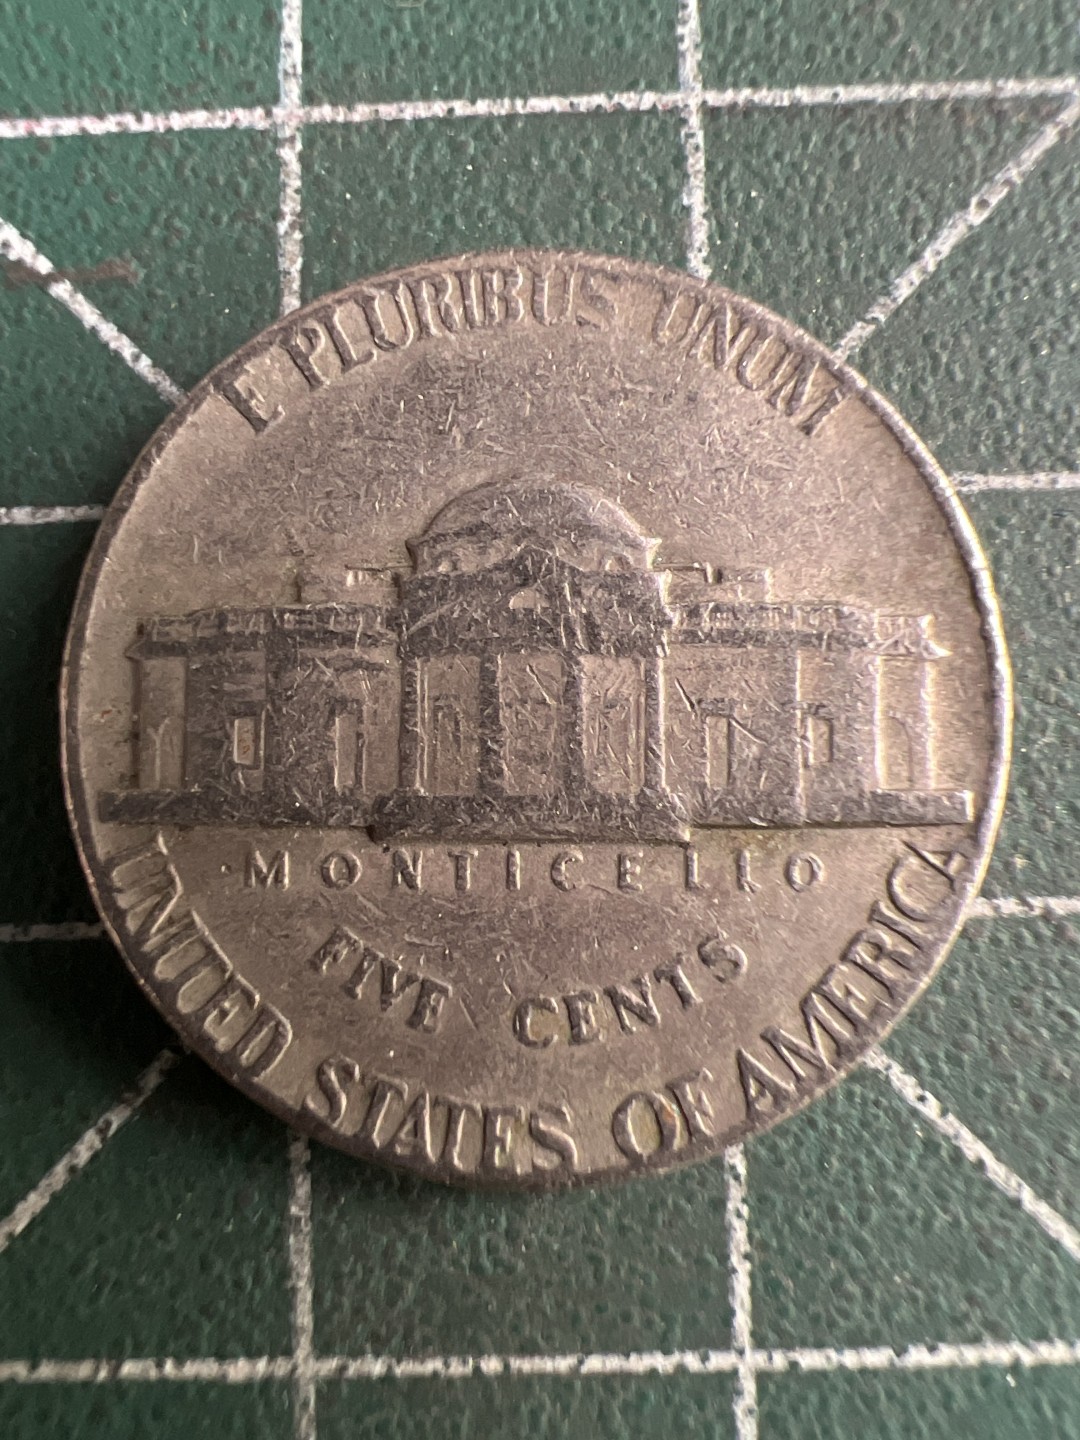 E PLURIBUS UNUM
MONTICELLO
FIVE CENTS
UNITED STATES OF AMERICA